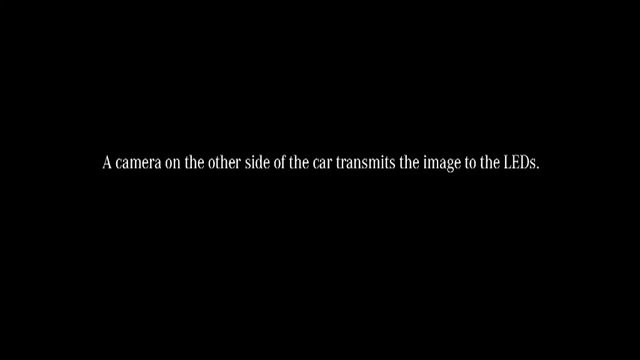 A camera on the other side of the car transmits the image to the LEDs.